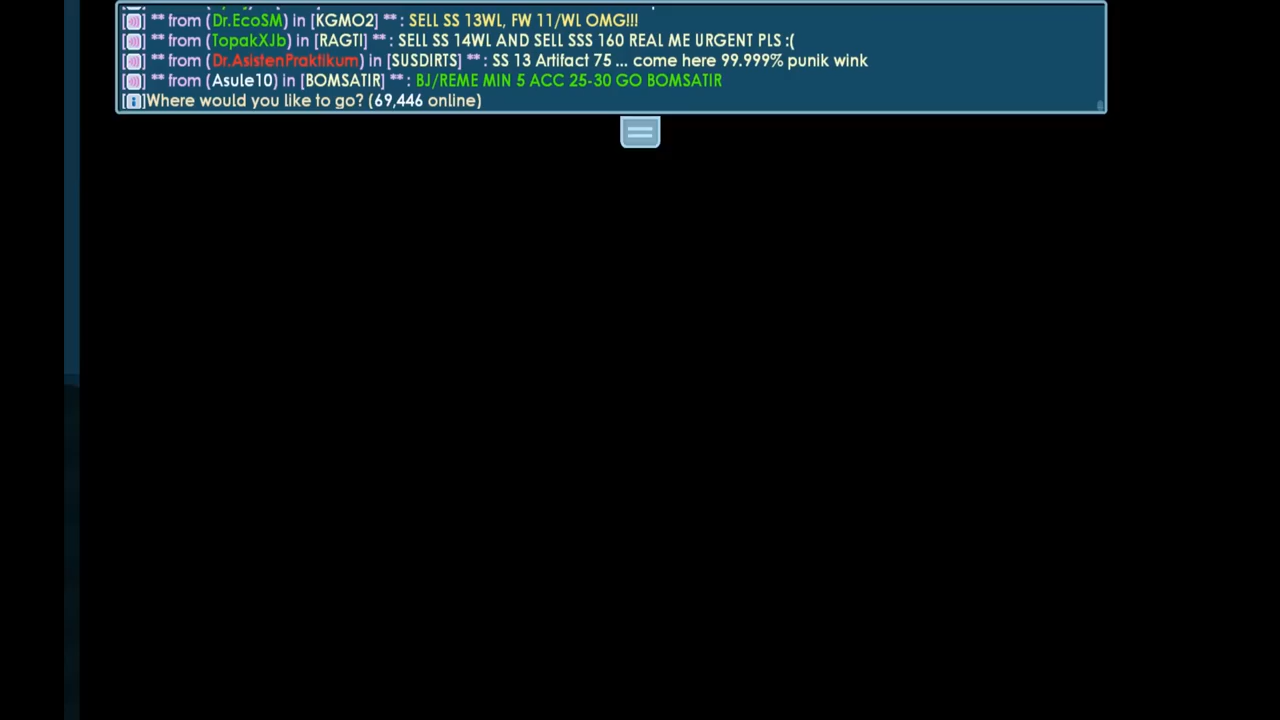 ** from (Dr.EcoSM) in [KGMO2] ** : SELL SS 13WL, FW 11/WL OMG!!!
** from (TopakXJb) in [RAGTI] ** : SELL SS 14WL AND SELL SSS 160 REAL ME URGENT PLS :(
** from (Dr.AsistenPraktikum) in [SUSDIRTS] ** : SS 13 Artifact 75 ... come here 99.999% punik wink
** from (Asule10) in [BOMSATIR] ** : BJ/REME MIN 5 ACC 25-30 GO BOMSATIR
Where would you like to go? (69,446 online)